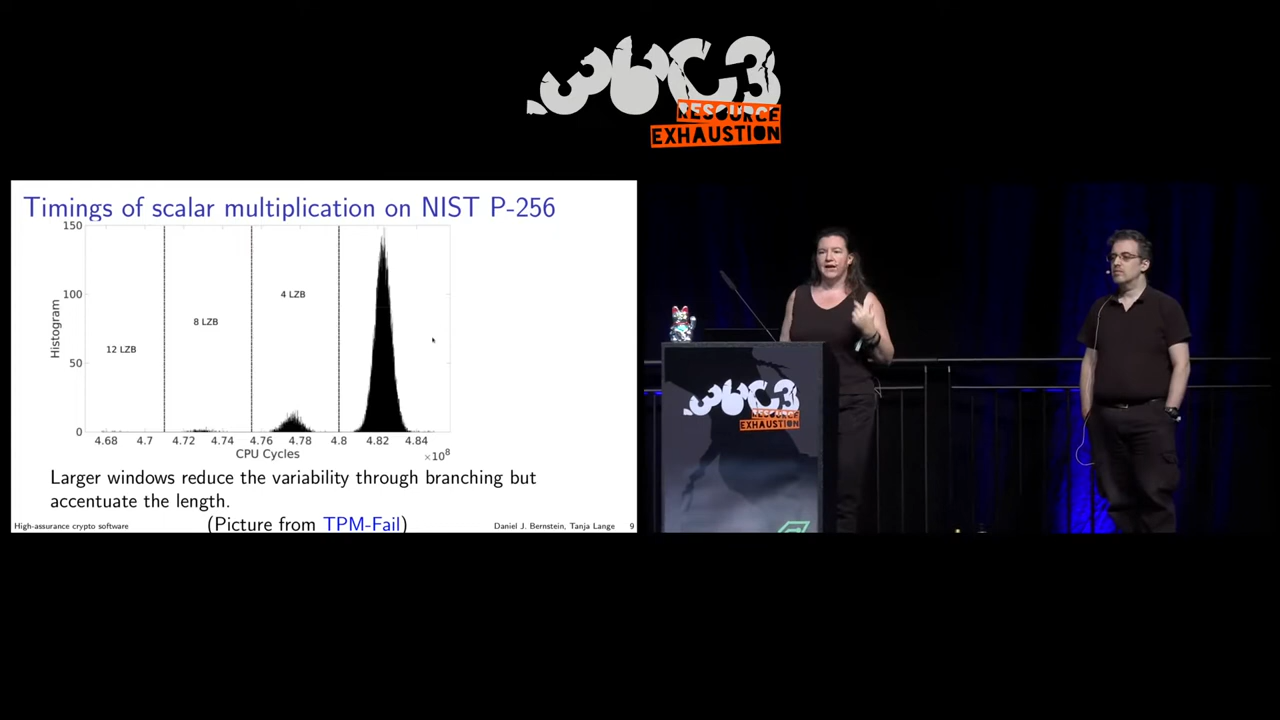 36C3
RESOURCE
EXHAUSTION
Timings of scalar multiplication on NIST P-256
150
100
50
0
Histogram
12 LZB
8 LZB
4 LZB
4.68 4.7 4.72 4.74 4.76 4.78 4.8 4.82 4.84
CPU Cycles
×10⁸
Larger windows reduce the variability through branching but
accentuate the length.
(Picture from TPM-Fail)
High-assurance crypto software Daniel J. Bernstein, Tanja Lange 9
36C3
RESOURCE
EXHAUSTION